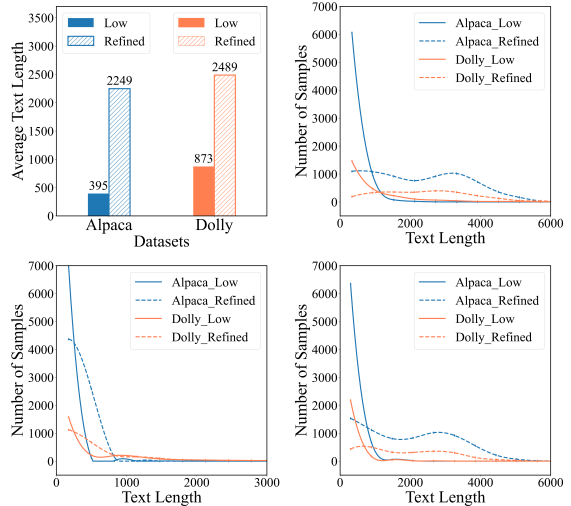 Average Text Length
3500
3000
2500
2000
1500
1000
500
0
Low
Refined
Low
Refined
395
2249
873
2489
Alpaca
Dolly
Datasets
Number of Samples
7000
6000
5000
4000
3000
2000
1000
0
Alpaca_Low
Alpaca_Refined
Dolly_Low
Dolly_Refined
0 2000 4000 6000
Text Length
Number of Samples
7000
6000
5000
4000
3000
2000
1000
0
Alpaca_Low
Alpaca_Refined
Dolly_Low
Dolly_Refined
0 1000 2000 3000
Text Length
Number of Samples
7000
6000
5000
4000
3000
2000
1000
0
Alpaca_Low
Alpaca_Refined
Dolly_Low
Dolly_Refined
0 2000 4000 6000
Text Length